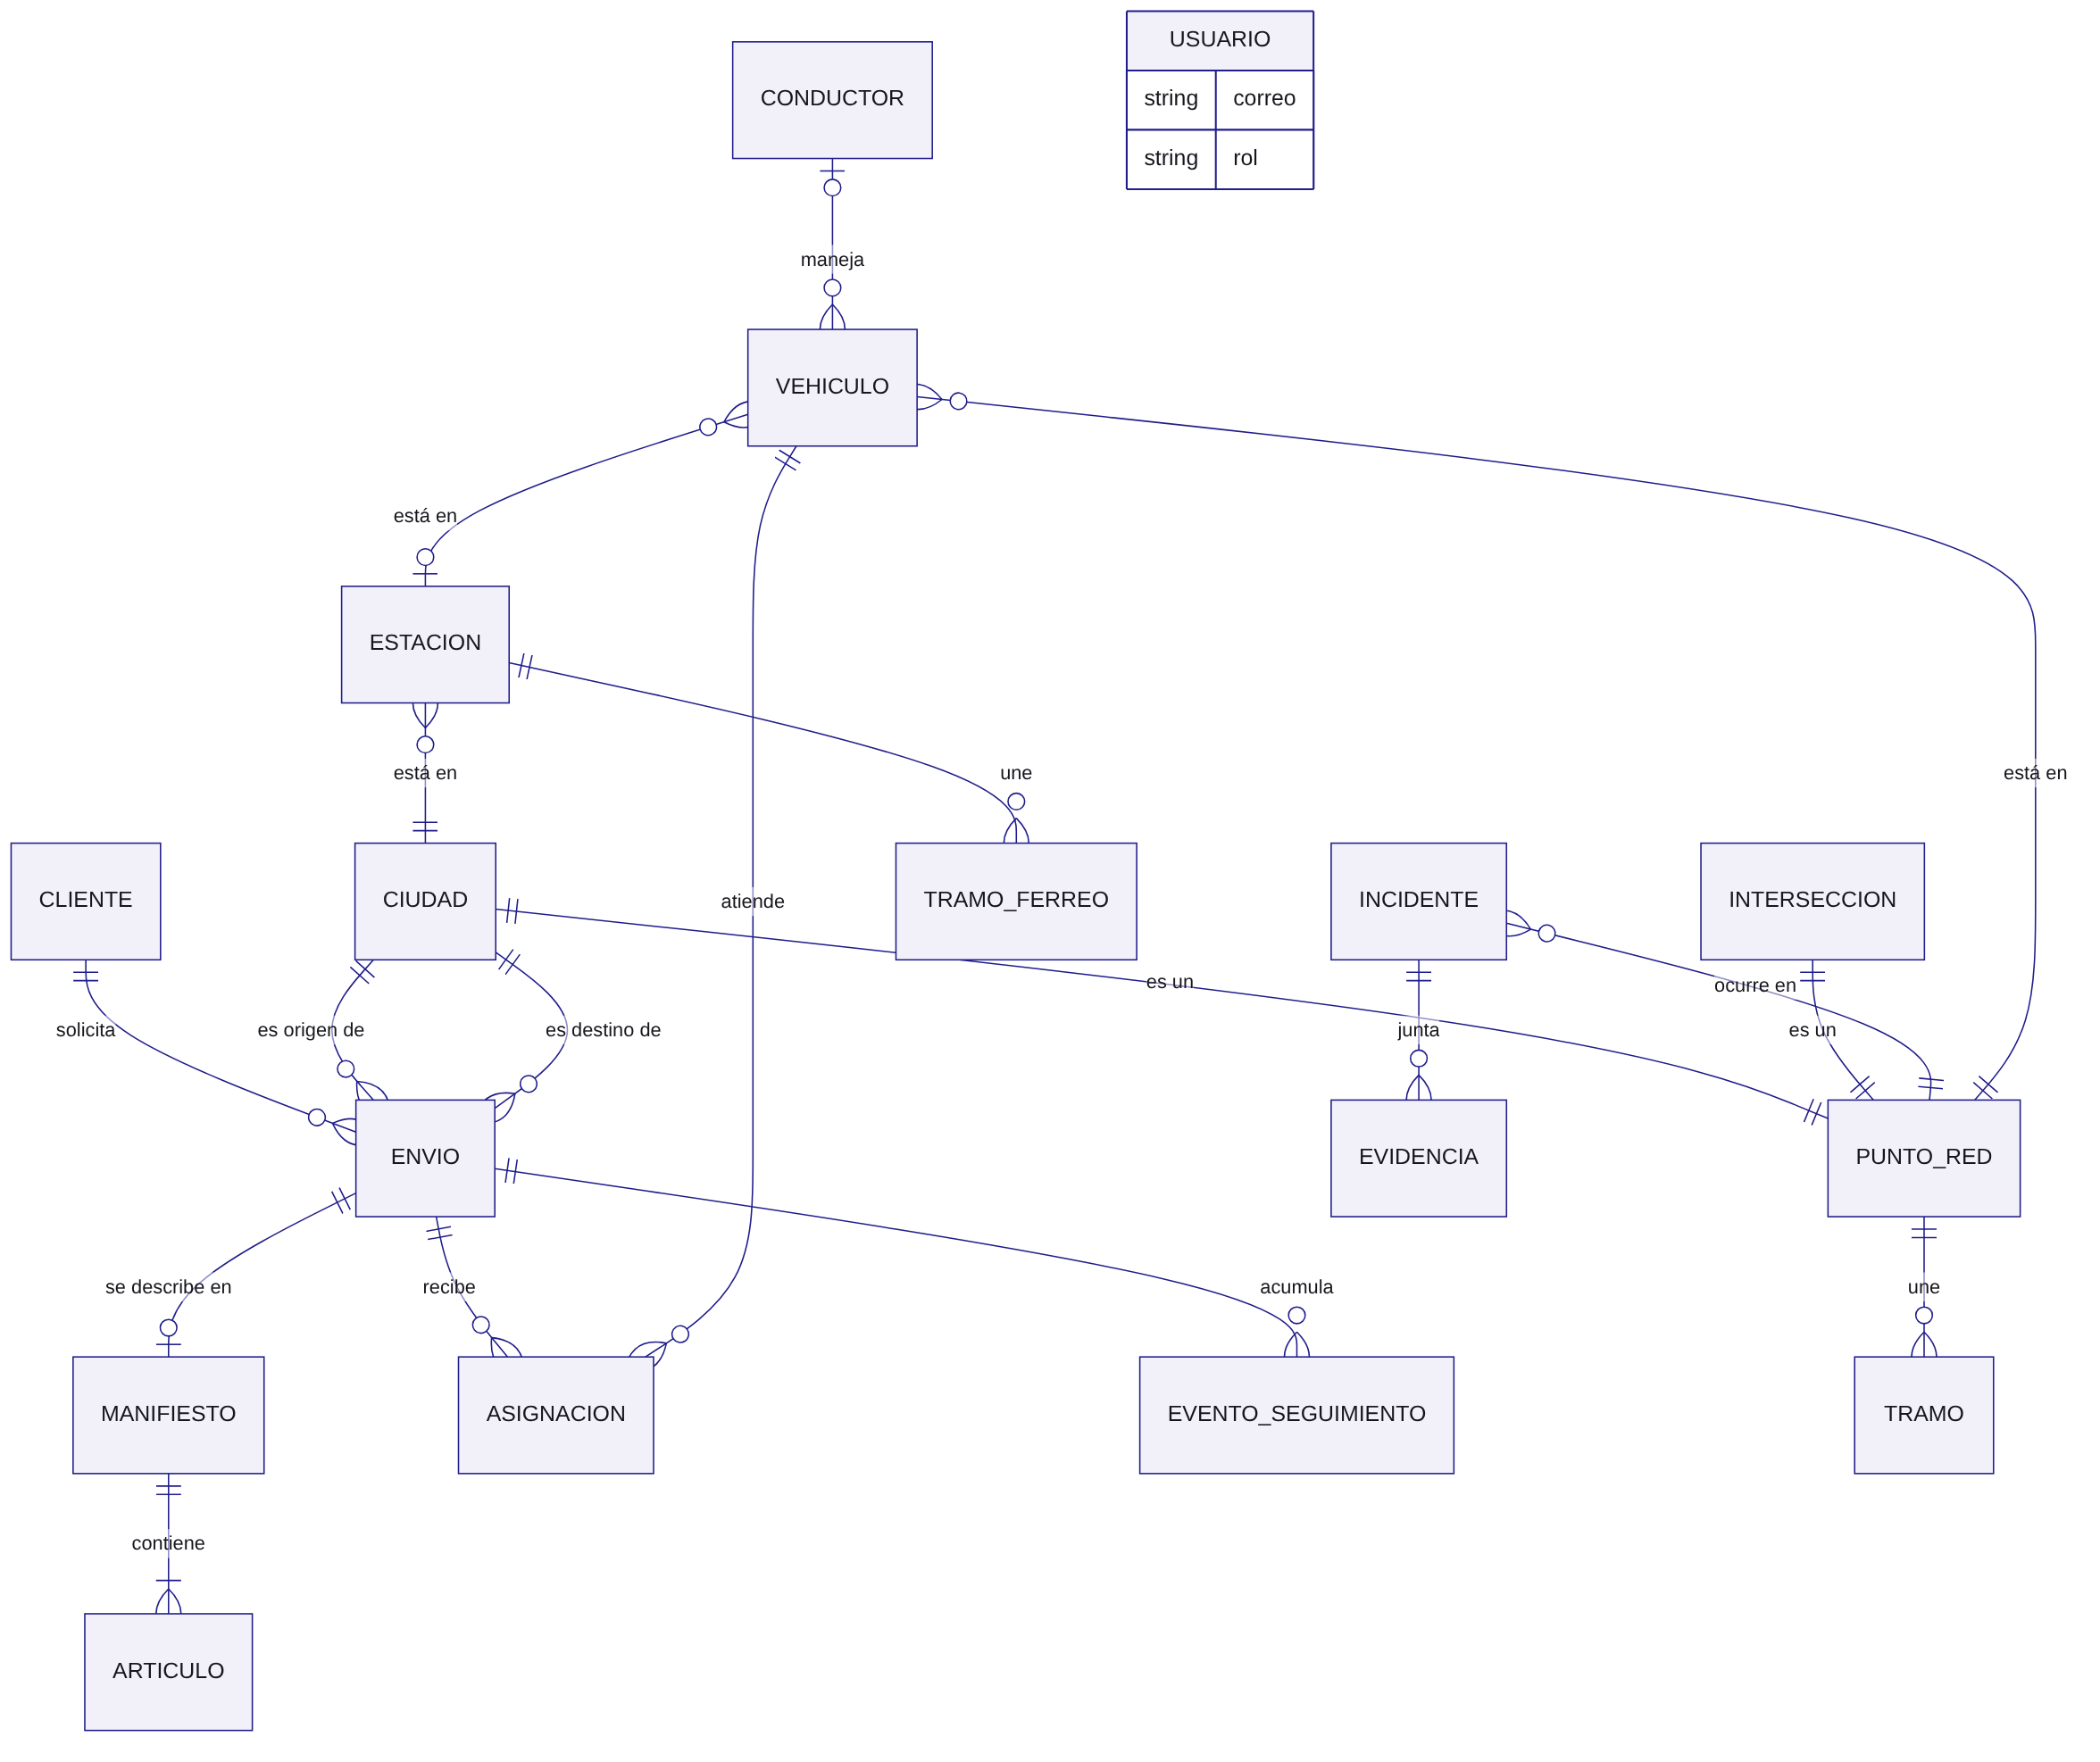 USUARIO
string correo
string rol
CONDUCTOR
maneja
VEHICULO
está en
ESTACION
está en
une
está en
CLIENTE
CIUDAD
atiende
TRAMO_FERREO
INCIDENTE
INTERSECCION
es un
ocurre en
solicita
es origen de
es destino de
junta
es un
ENVIO
EVIDENCIA
PUNTO_RED
se describe en
recibe
acumula
une
MANIFIESTO
ASIGNACION
EVENTO_SEGUIMIENTO
TRAMO
contiene
ARTICULO